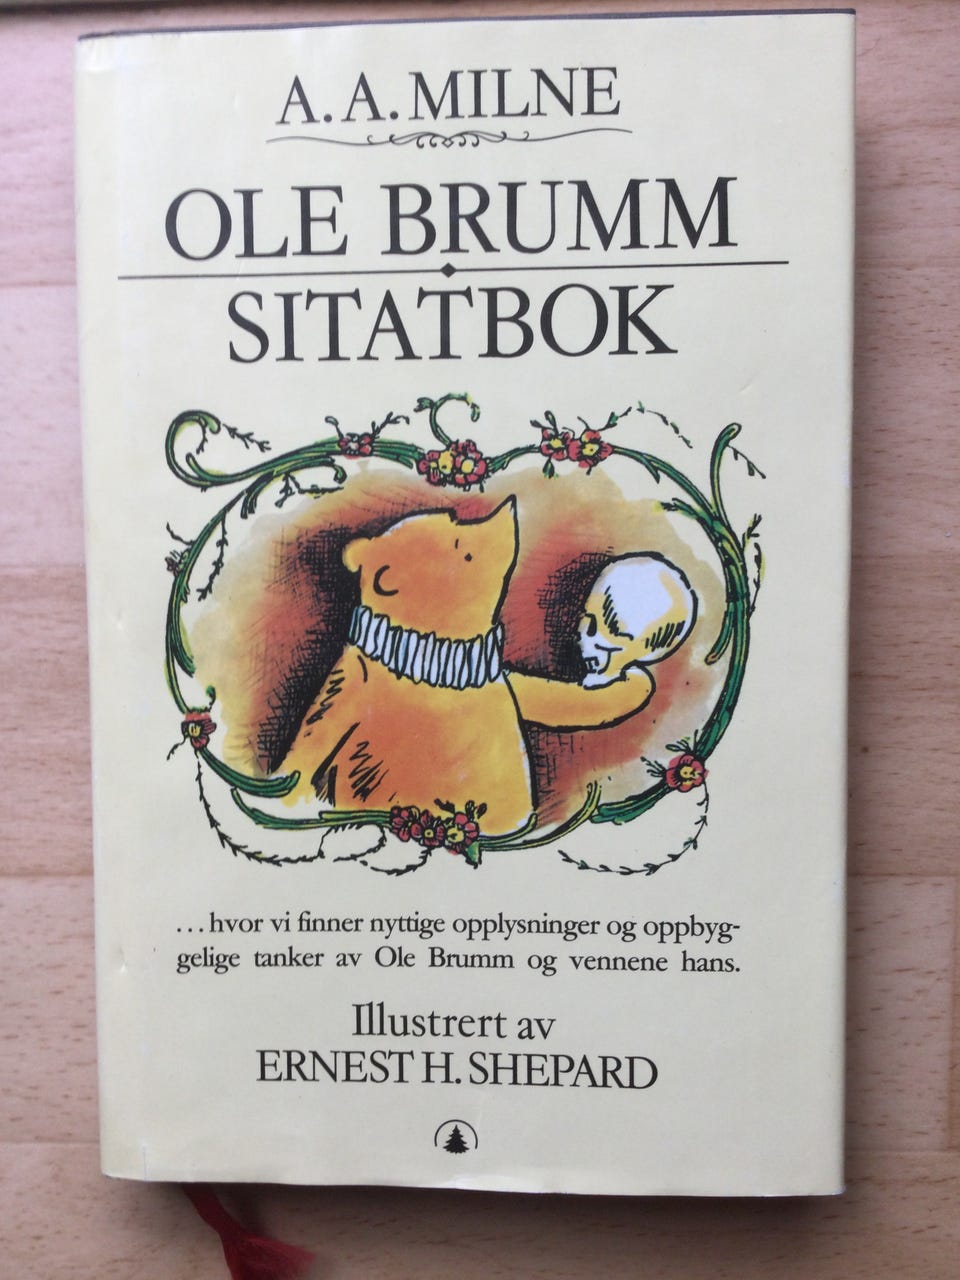 A. A. MILNE
OLE BRUMM
SITATBOK
...hvor vi finner nyttige opplysninger og oppbyg-
gelige tanker av Ole Brumm og vennene hans.
Illustrert av
ERNEST H. SHEPARD